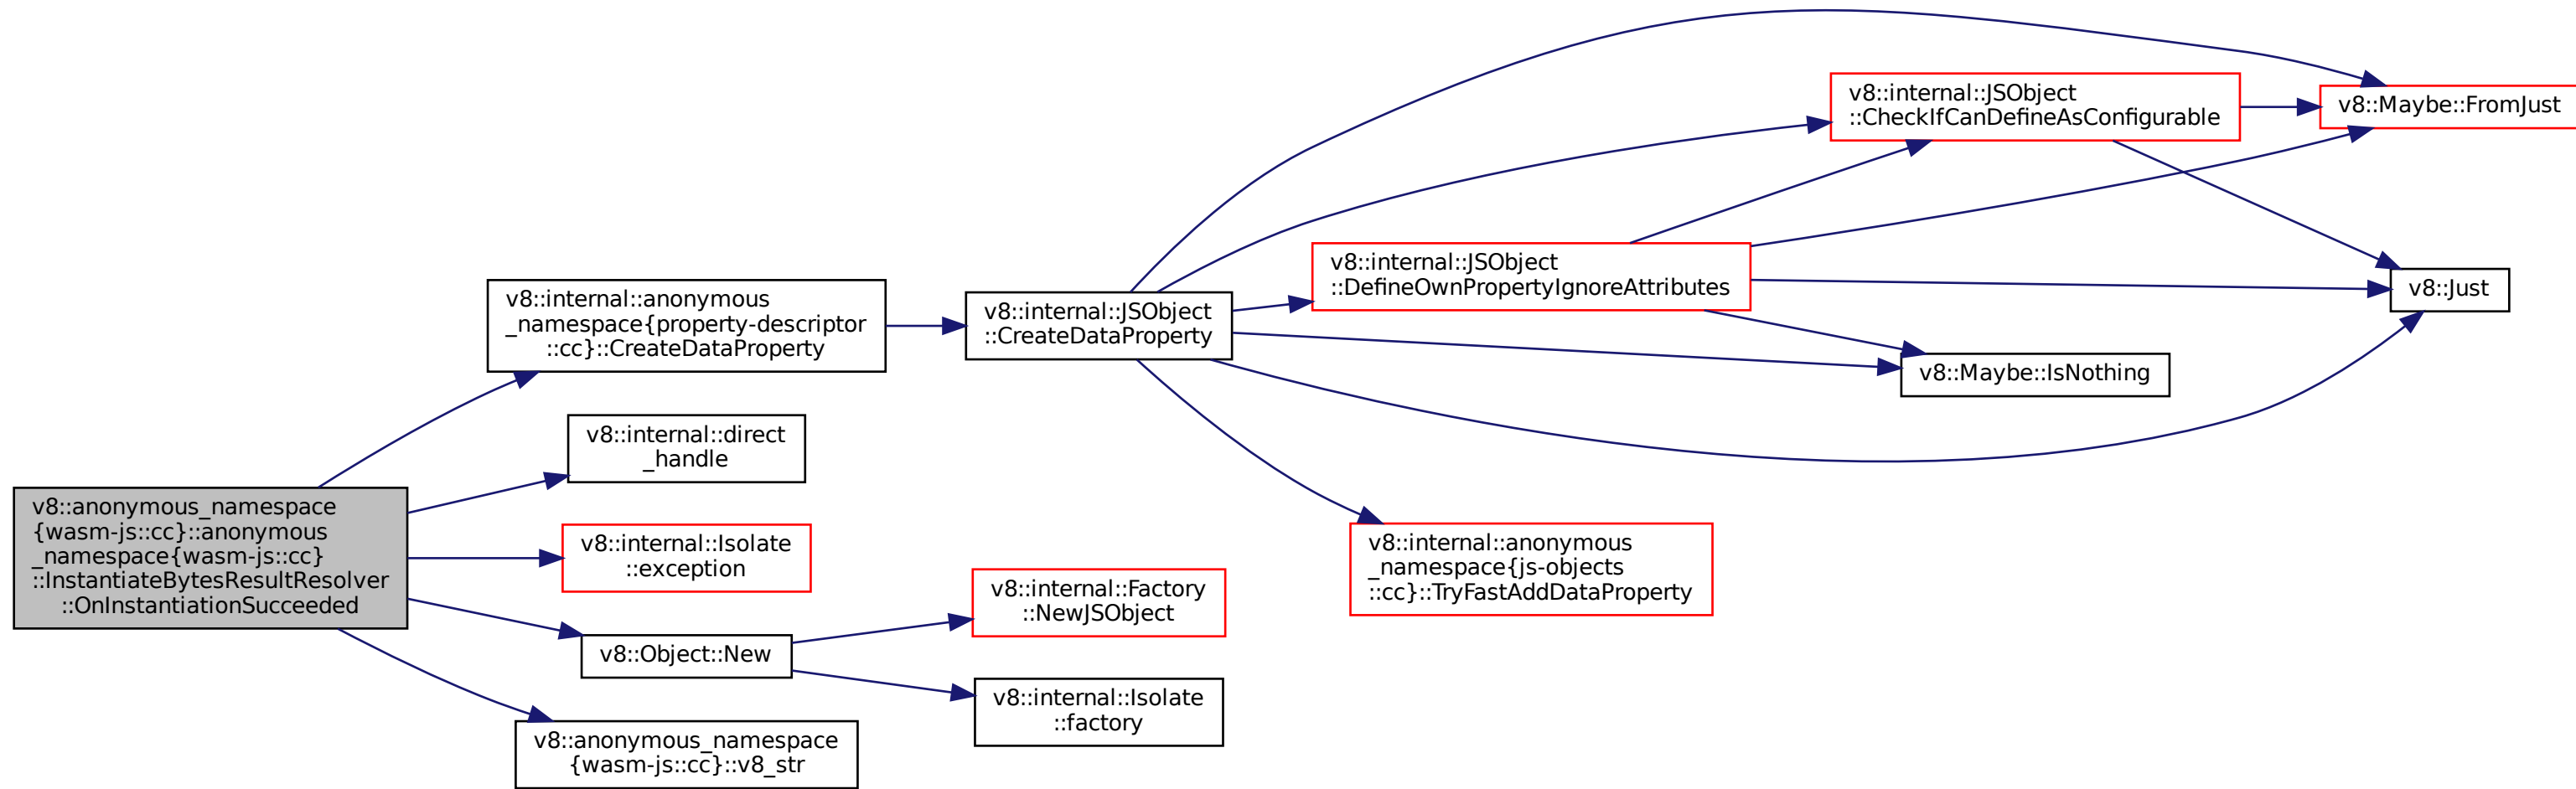 v8::anonymous_namespace
{wasm-js::cc}::anonymous
_namespace{wasm-js::cc}
::InstantiateBytesResultResolver
::OnInstantiationSucceeded
v8::internal::anonymous
_namespace{property-descriptor
::cc}::CreateDataProperty
v8::internal::direct
_handle
v8::internal::Isolate
::exception
v8::Object::New
v8::anonymous_namespace
{wasm-js::cc}::v8_str
v8::internal::JSObject
::CreateDataProperty
v8::internal::Factory
::NewJSObject
v8::internal::Isolate
::factory
v8::internal::JSObject
::DefineOwnPropertyIgnoreAttributes
v8::internal::anonymous
_namespace{js-objects
::cc}::TryFastAddDataProperty
v8::internal::JSObject
::CheckIfCanDefineAsConfigurable
v8::Maybe::IsNothing
v8::Maybe::FromJust
v8::Just